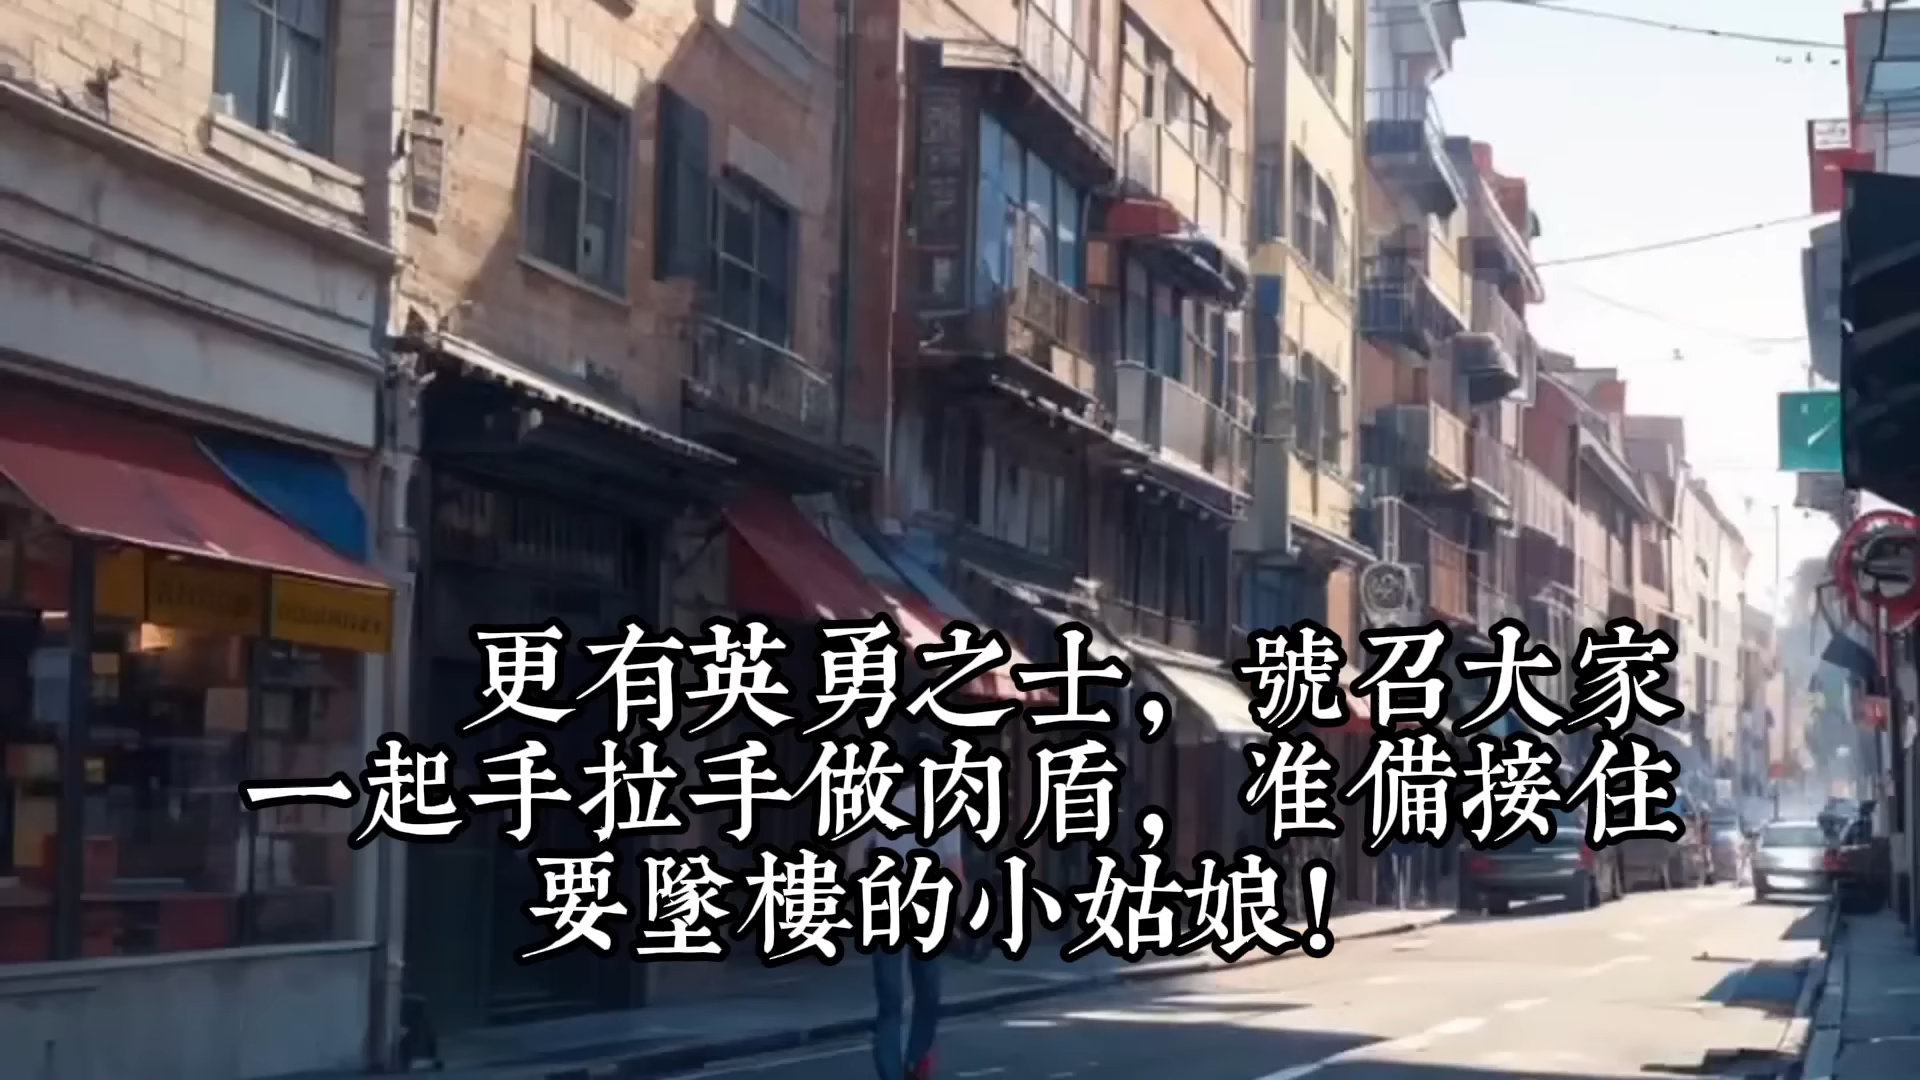 更有英勇之士，號召大家
一起手拉手做肉盾，准備接住
要墜樓的小姑娘！